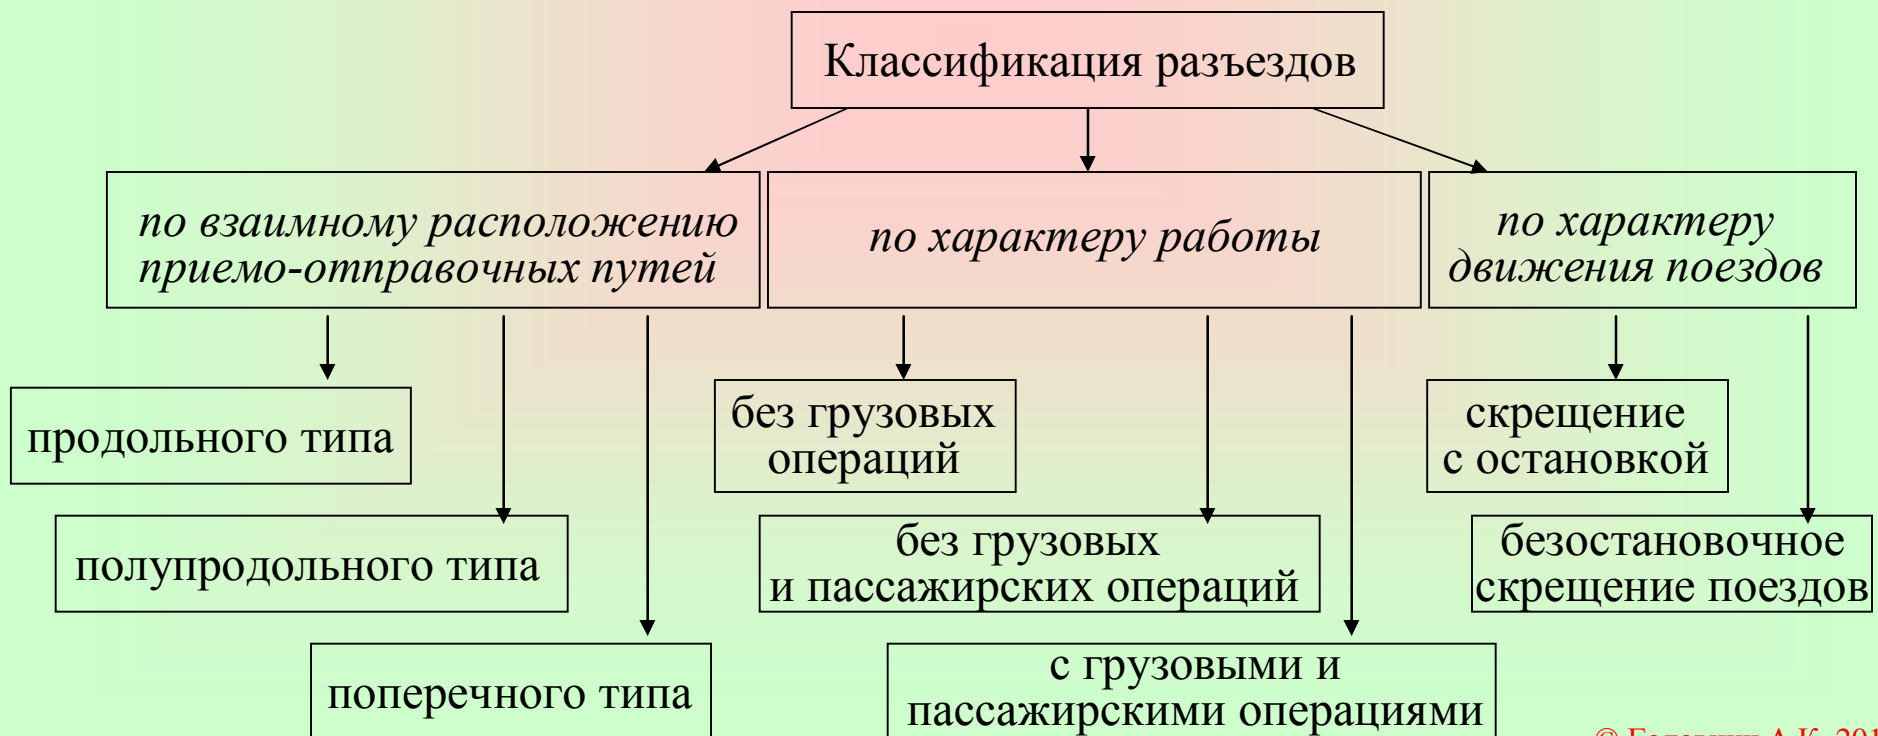 Классификация разъездов
по взаимному расположению
приемо-отправочных путей
по характеру работы
по характеру
движения поездов
продольного типа
полупродольного типа
поперечного типа
без грузовых
операций
без грузовых
и пассажирских операций
с грузовыми и
пассажирскими операциями
скрещение
с остановкой
безостановочное
скрещение поездов
©